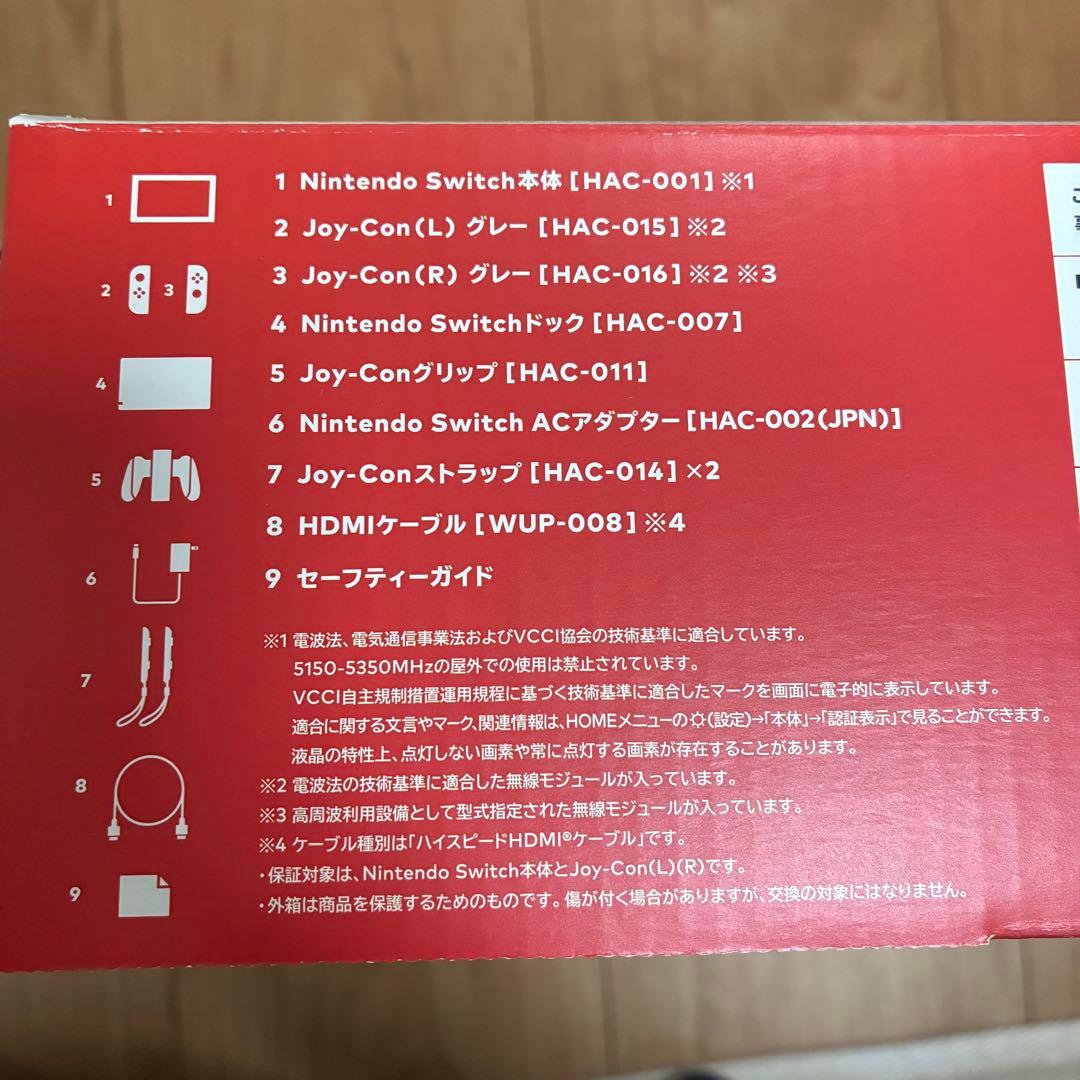 1 Nintendo Switch本体 [HAC-001] ※1
2 Joy-Con(L) グレー [HAC-015] ※2
3 Joy-Con(R) グレー [HAC-016] ※2 ※3
4 Nintendo Switchドック [HAC-007]
5 Joy-Conグリップ [HAC-011]
6 Nintendo Switch ACアダプター [HAC-002(JPN)]
7 Joy-Conストラップ [HAC-014] ×2
8 HDMIケーブル [WUP-008] ※4
9 セーフティーガイド
※1 電波法、電気通信事業法およびVCCI協会の技術基準に適合しています。
5150-5350MHzの屋外での使用は禁止されています。
VCCI自主規制措置運用規程に基づく技術基準に適合したマークを画面に電子的に表示しています。
適合に関する文言やマーク、関連情報は、HOMEメニューの(設定)→「本体」→「認証表示」で見ることができます。
液晶の特性上、点灯しない画素や常に点灯する画素が存在することがあります。
※2 電波法の技術基準に適合した無線モジュールが入っています。
※3 高周波利用設備として型式指定された無線モジュールが入っています。
※4 ケーブル種別は「ハイスピードHDMI®ケーブル」です。
・保証対象は、Nintendo Switch本体とJoy-Con(L)(R)です。
・外箱は商品を保護するためのものです。傷が付く場合がありますが、交換の対象にはなりません。
1
2
3
4
5
6
7
8
9